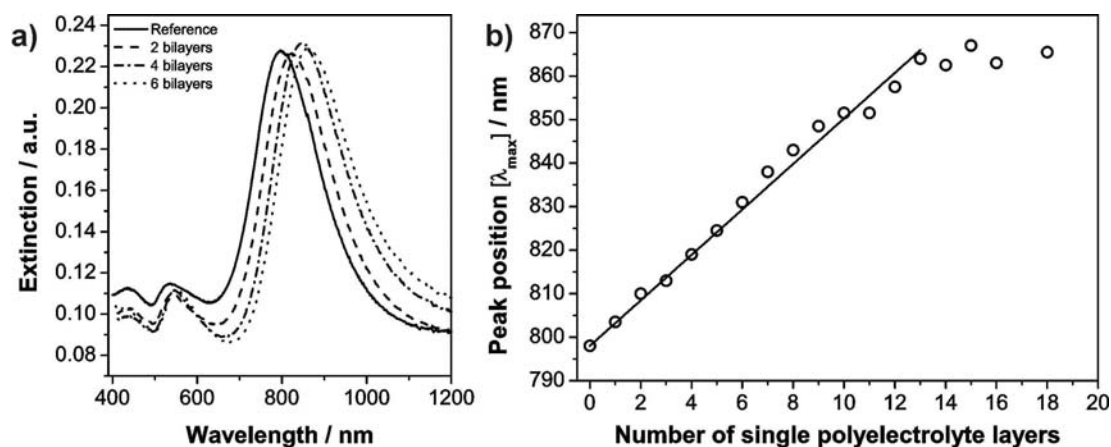 a)
Extinction / a.u.
0.24
0.22
0.20
0.18
0.16
0.14
0.12
0.10
0.08
Reference
2 bilayers
4 bilayers
6 bilayers
400 600 800 1000 1200
Wavelength / nm
b)
Peak position [λmax] / nm
870
860
850
840
830
820
810
800
790
0 2 4 6 8 10 12 14 16 18 20
Number of single polyelectrolyte layers